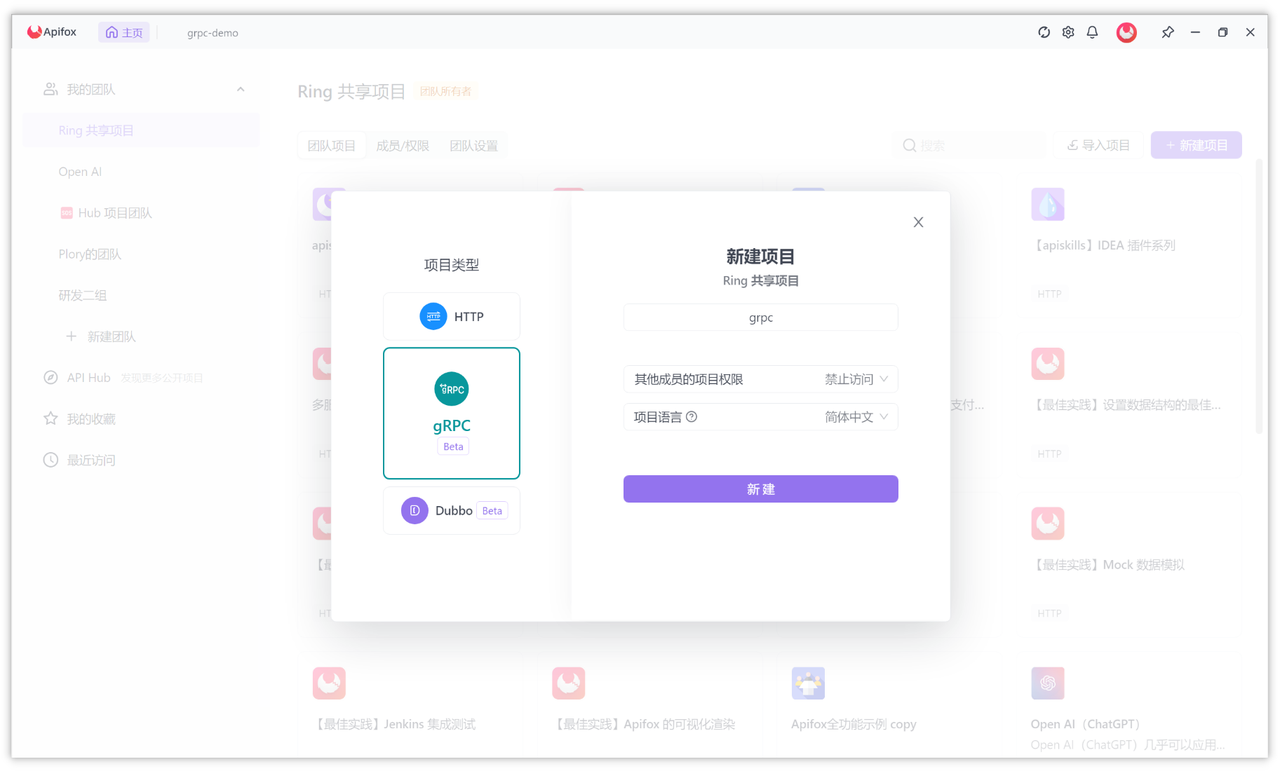 Apifox
主页
grpc-demo
我的团队
Ring 共享项目
Open AI
Hub 项目团队
Plory的团队
研发二组
新建团队
API Hub 发现更多公开项目
我的收藏
最近访问
Ring 共享项目 团队所有者
团队项目 成员/权限 团队设置
搜索
导入项目
+ 新建项目
apis
【apiskills】IDEA 插件系列
HT
HTTP
多服
支付...
【最佳实践】设置数据结构的最佳...
HT
HTTP
【最
【最佳实践】Mock 数据模拟
HT
HTTP
【最佳实践】Jenkins 集成测试
【最佳实践】Apifox 的可视化渲染
Apifox全功能示例 copy
Open AI（ChatGPT）
Open AI（ChatGPT）几乎可以应用...
项目类型
HTTP
HTTP
gRPC
gRPC
Beta
Dubbo Beta
新建项目
Ring 共享项目
grpc
其他成员的项目权限 禁止访问
项目语言 简体中文
新建